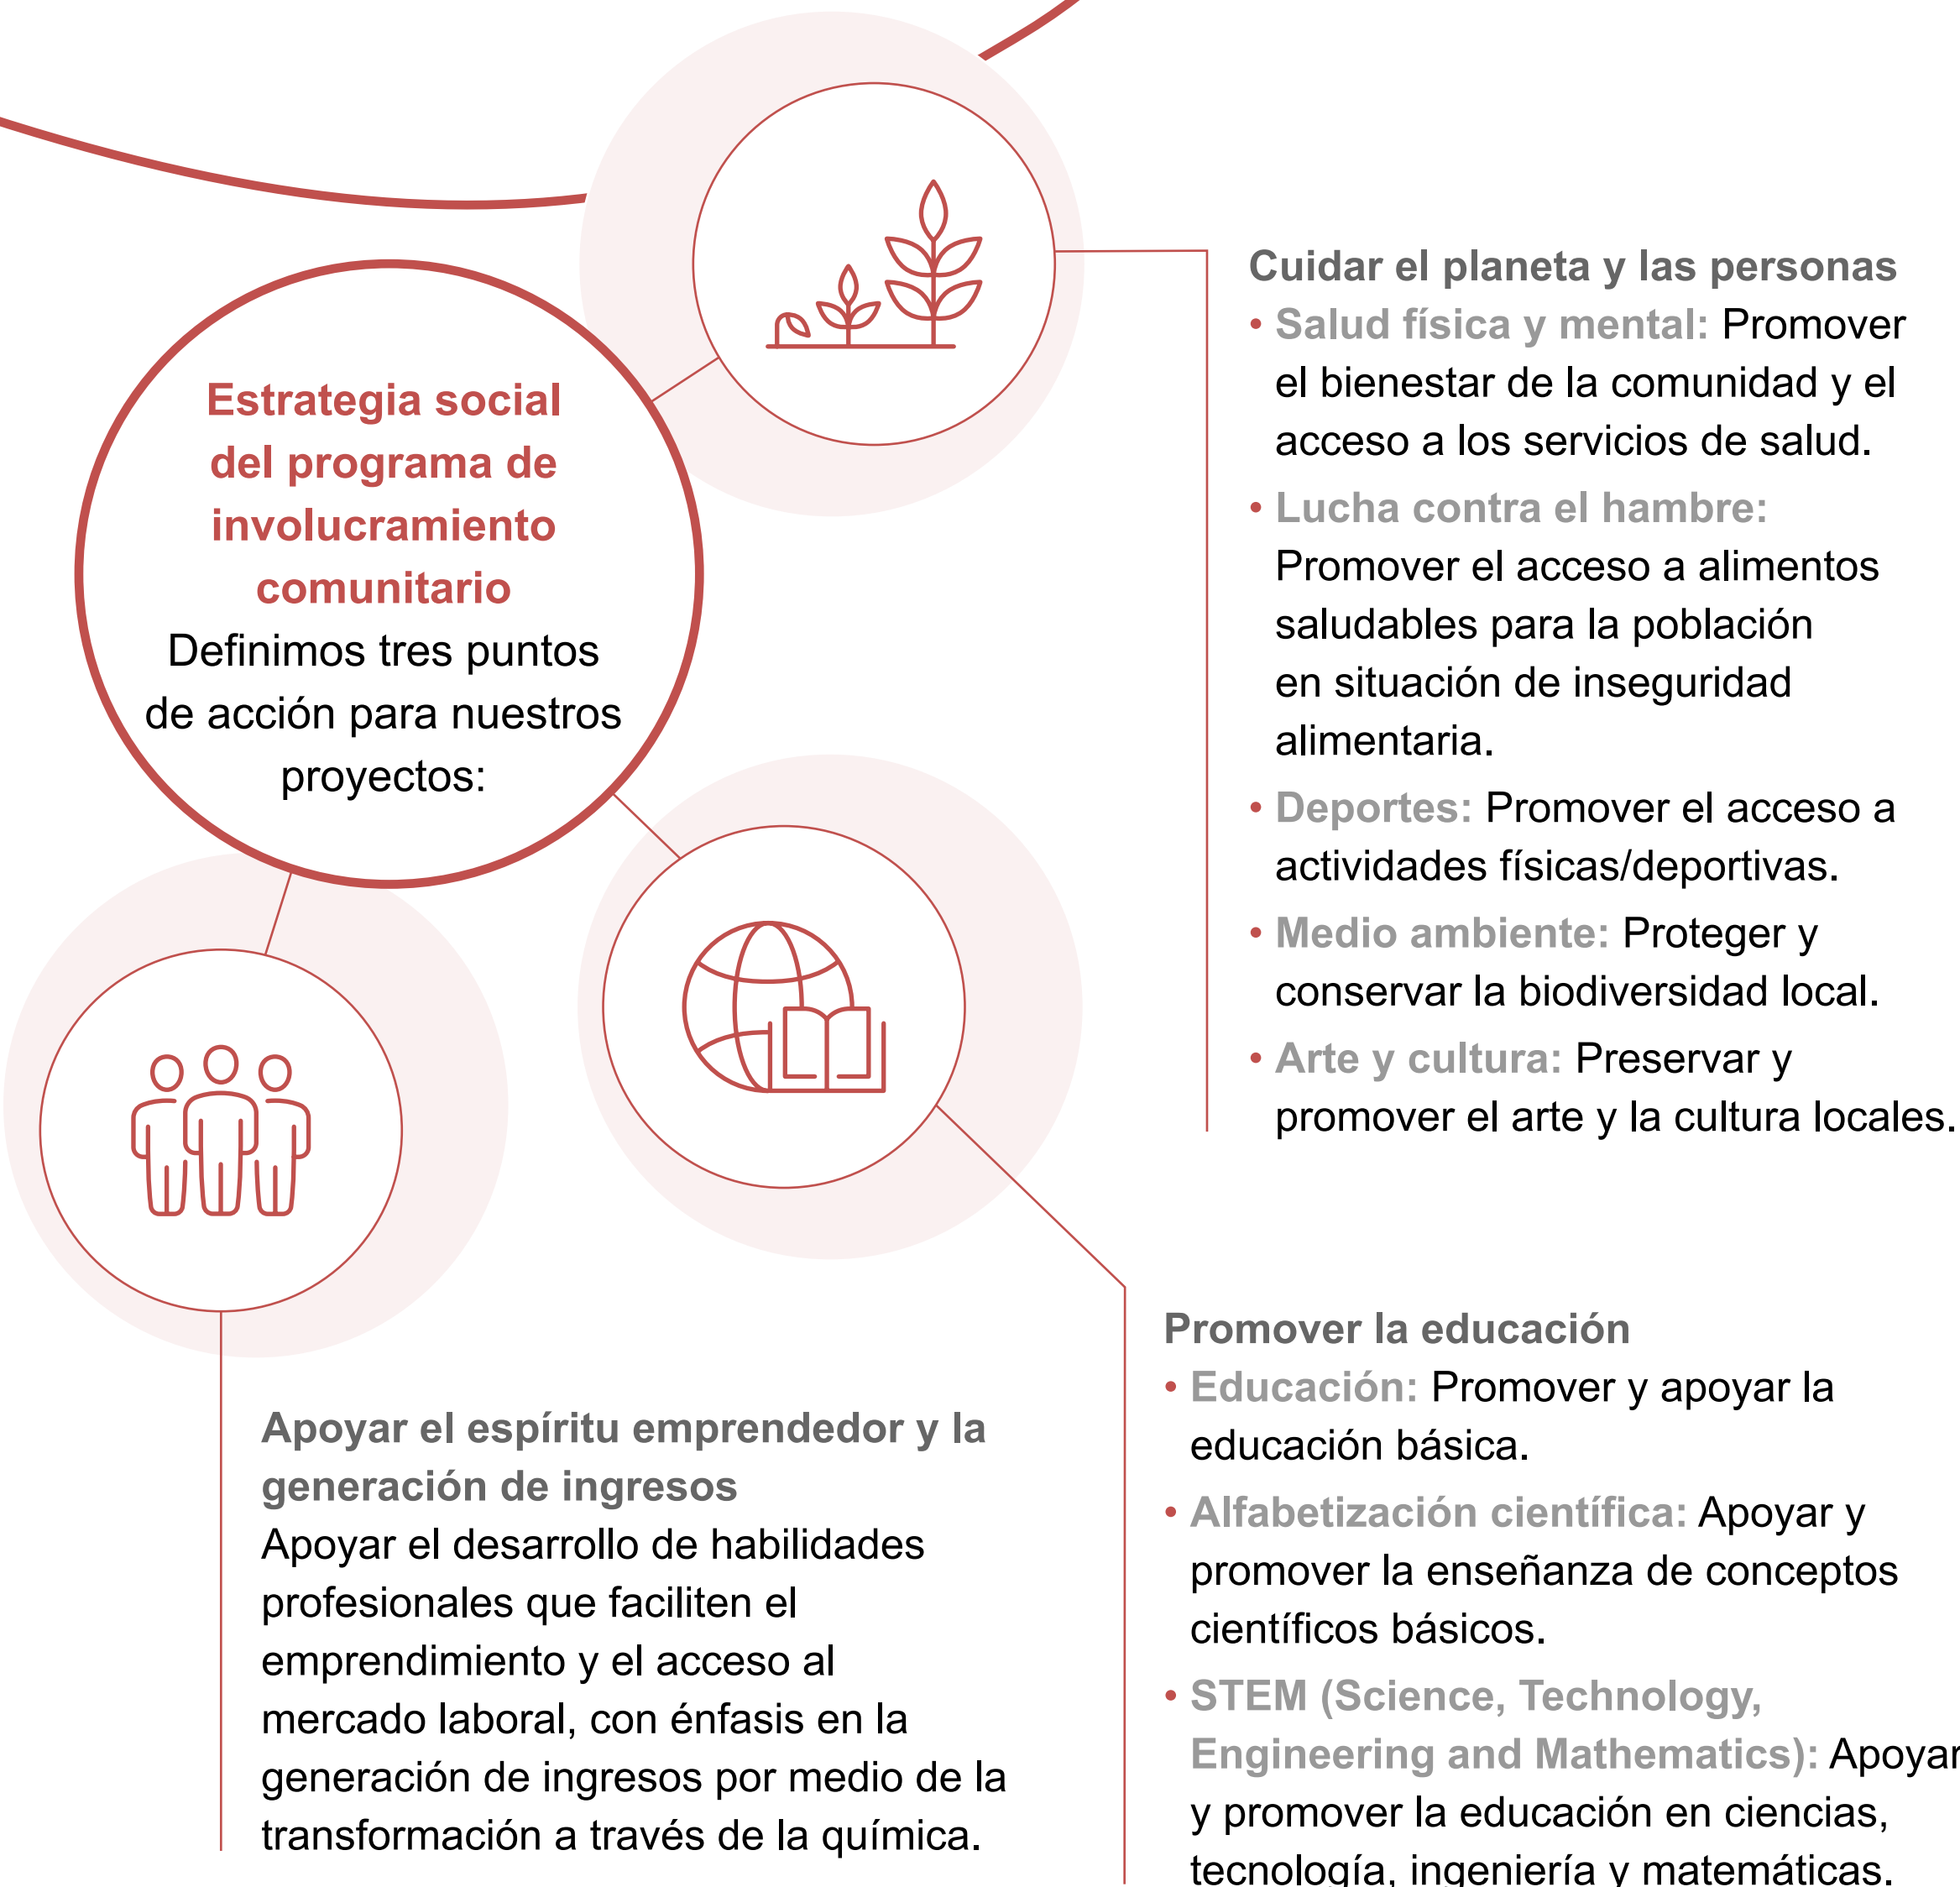 Estrategia social
del programa de
involucramiento
comunitario
Definimos tres puntos
de acción para nuestros
proyectos:
Cuidar el planeta y las personas
• Salud física y mental: Promover
el bienestar de la comunidad y el
acceso a los servicios de salud.
• Lucha contra el hambre:
Promover el acceso a alimentos
saludables para la población
en situación de inseguridad
alimentaria.
• Deportes: Promover el acceso a
actividades físicas/deportivas.
• Medio ambiente: Proteger y
conservar la biodiversidad local.
• Arte y cultura: Preservar y
promover el arte y la cultura locales.
Promover la educación
• Educación: Promover y apoyar la
educación básica.
• Alfabetización científica: Apoyar y
promover la enseñanza de conceptos
científicos básicos.
• STEM (Science, Technology,
Engineering and Mathematics): Apoyar
y promover la educación en ciencias,
tecnología, ingeniería y matemáticas.
Apoyar el espíritu emprendedor y la
generación de ingresos
Apoyar el desarrollo de habilidades
profesionales que faciliten el
emprendimiento y el acceso al
mercado laboral, con énfasis en la
generación de ingresos por medio de la
transformación a través de la química.